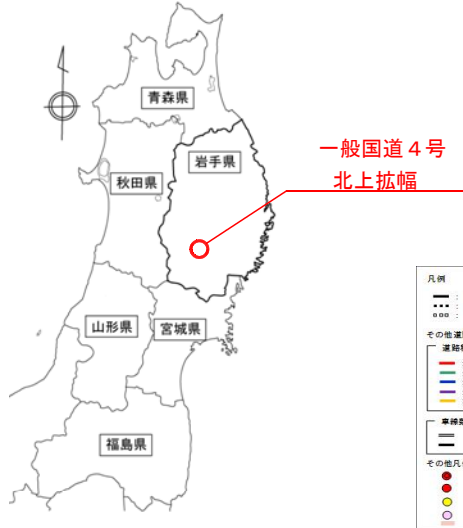 青森県
岩手県
秋田県
一般国道４号
北上拡幅
山形県
宮城県
福島県
凡例
その他道
その他凡